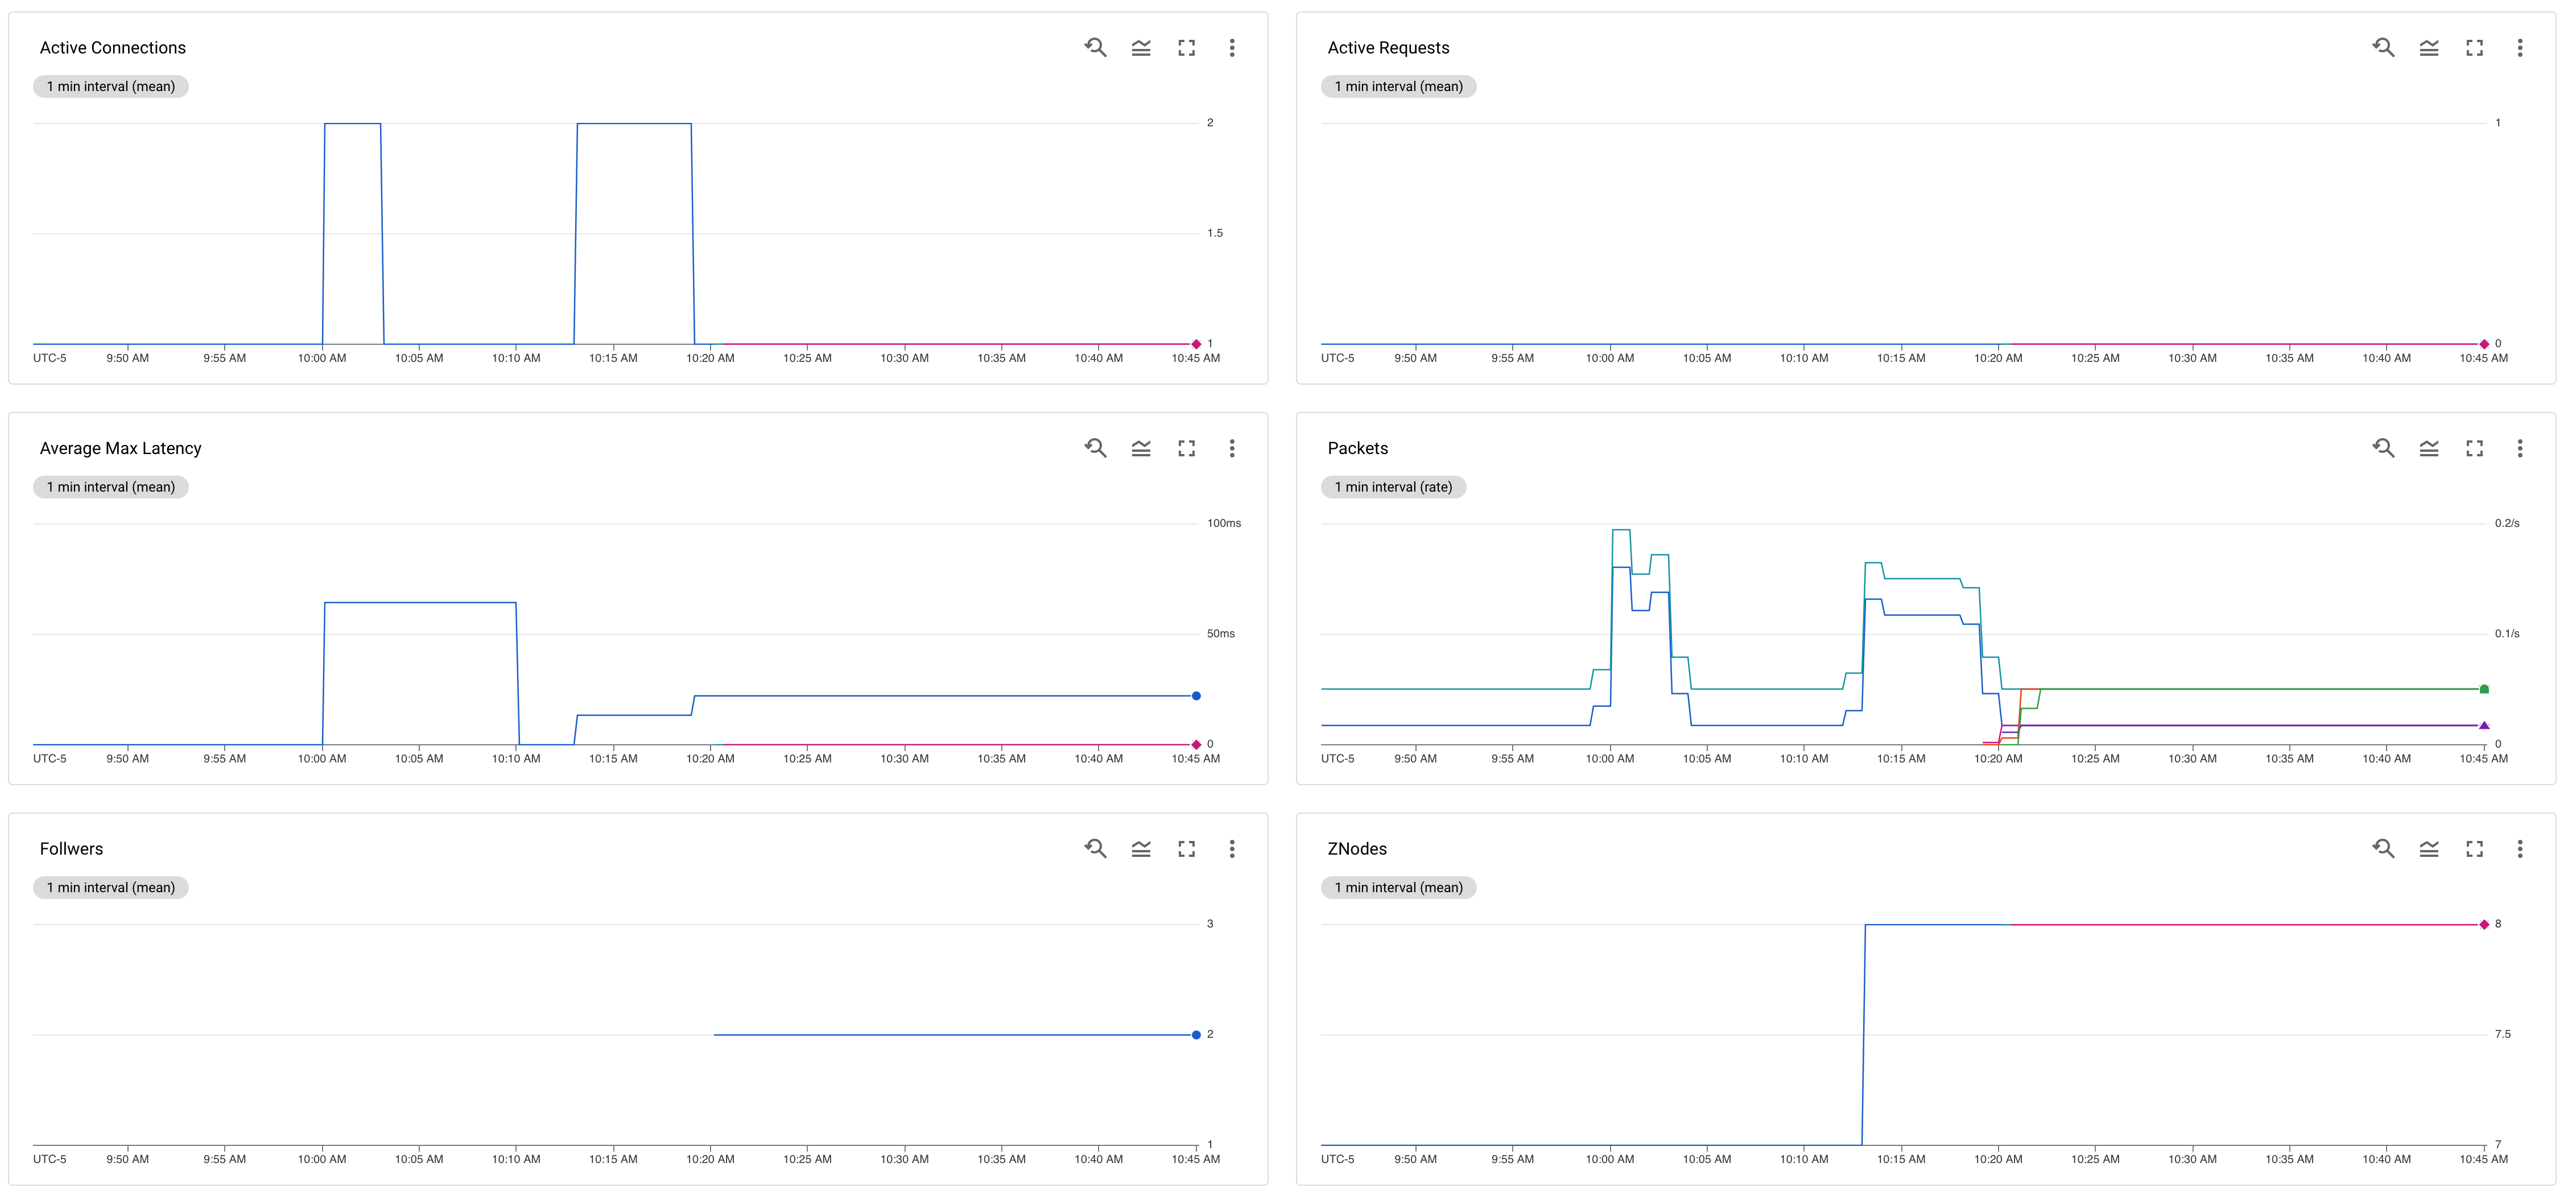 Active Connections
1 min interval (mean)
2
1.5
1
UTC-5 9:50 AM 9:55 AM 10:00 AM 10:05 AM 10:10 AM 10:15 AM 10:20 AM 10:25 AM 10:30 AM 10:35 AM 10:40 AM 10:45 AM
Active Requests
1 min interval (mean)
1
0
UTC-5 9:50 AM 9:55 AM 10:00 AM 10:05 AM 10:10 AM 10:15 AM 10:20 AM 10:25 AM 10:30 AM 10:35 AM 10:40 AM 10:45 AM
Average Max Latency
1 min interval (mean)
100ms
50ms
0
UTC-5 9:50 AM 9:55 AM 10:00 AM 10:05 AM 10:10 AM 10:15 AM 10:20 AM 10:25 AM 10:30 AM 10:35 AM 10:40 AM 10:45 AM
Packets
1 min interval (rate)
0.2/s
0.1/s
0
UTC-5 9:50 AM 9:55 AM 10:00 AM 10:05 AM 10:10 AM 10:15 AM 10:20 AM 10:25 AM 10:30 AM 10:35 AM 10:40 AM 10:45 AM
Follwers
1 min interval (mean)
3
2
1
UTC-5 9:50 AM 9:55 AM 10:00 AM 10:05 AM 10:10 AM 10:15 AM 10:20 AM 10:25 AM 10:30 AM 10:35 AM 10:40 AM 10:45 AM
ZNodes
1 min interval (mean)
8
7.5
7
UTC-5 9:50 AM 9:55 AM 10:00 AM 10:05 AM 10:10 AM 10:15 AM 10:20 AM 10:25 AM 10:30 AM 10:35 AM 10:40 AM 10:45 AM